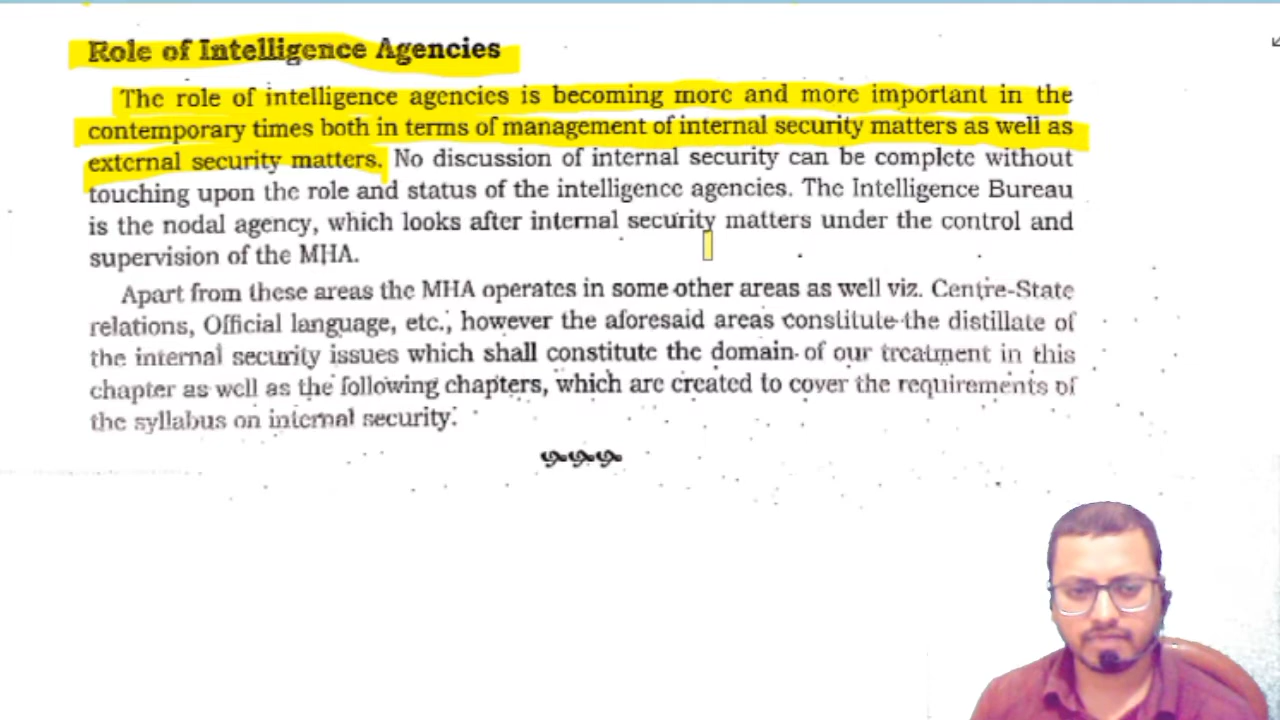 Role of Intelligence Agencies
The role of intelligence agencies is becoming more and more important in the
contemporary times both in terms of management of internal security matters as well as
external security matters. No discussion of internal security can be complete without
touching upon the role and status of the intelligence agencies. The Intelligence Bureau
is the nodal agency, which looks after internal security matters under the control and
supervision of the MHA.
Apart from these areas the MHA operates in some other areas as well viz. Centre-State
relations, Official language, etc., however the aforesaid areas constitute the distillate of
the internal security issues which shall constitute the domain of our treatment in this
chapter as well as the following chapters, which are created to cover the requirements of
the syllabus on internal security.